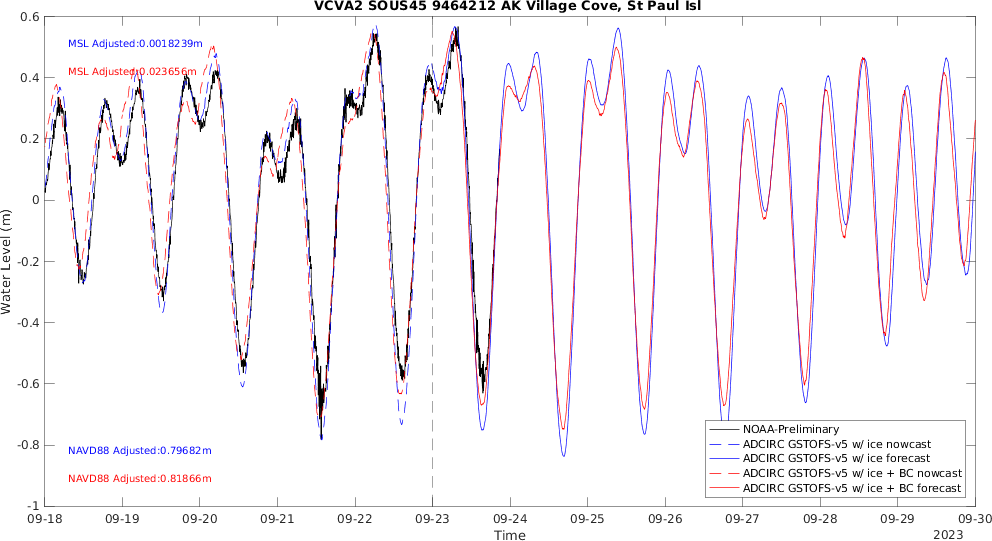 VCVA2 SOUS45 9464212 AK Village Cove, St Paul Isl
0.6
0.4
0.2
0
-0.2
-0.4
-0.6
-0.8
-1
Water Level (m)
MSL Adjusted:0.0018239m
MSL Adjusted:0.023656m
NAVD88 Adjusted:0.79682m
NAVD88 Adjusted:0.81866m
NOAA-Preliminary
ADCIRC GSTOFS-v5 w/ ice nowcast
ADCIRC GSTOFS-v5 w/ ice forecast
ADCIRC GSTOFS-v5 w/ ice + BC nowcast
ADCIRC GSTOFS-v5 w/ ice + BC forecast
09-18 09-19 09-20 09-21 09-22 09-23 09-24 09-25 09-26 09-27 09-28 09-29 09-30
Time
2023